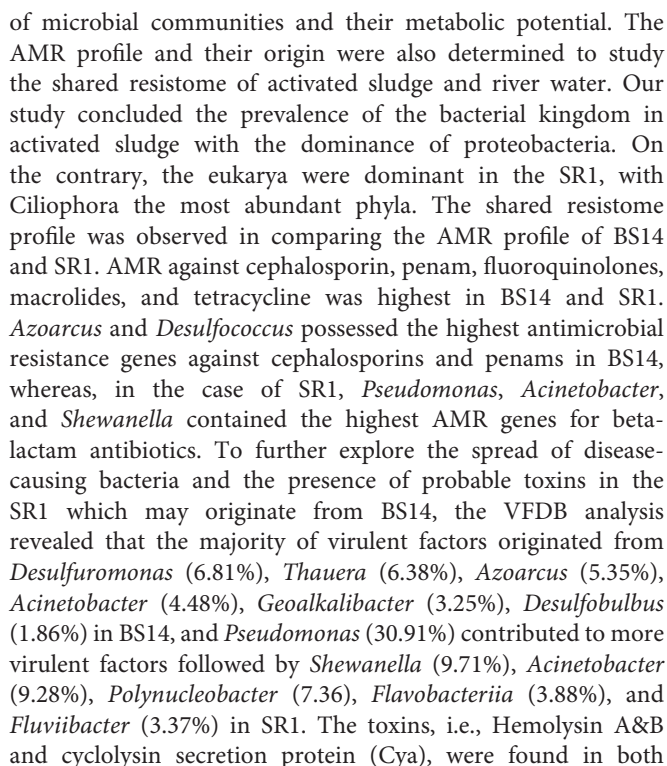 of microbial communities and their metabolic potential. The
AMR profile and their origin were also determined to study
the shared resistome of activated sludge and river water. Our
study concluded the prevalence of the bacterial kingdom in
activated sludge with the dominance of proteobacteria. On
the contrary, the eukarya were dominant in the SR1, with
Ciliophora the most abundant phyla. The shared resistome
profile was observed in comparing the AMR profile of BS14
and SR1. AMR against cephalosporin, penam, fluoroquinolones,
macrolides, and tetracycline was highest in BS14 and SR1.
Azoarcus and Desulfococcus possessed the highest antimicrobial
resistance genes against cephalosporins and penams in BS14,
whereas, in the case of SR1, Pseudomonas, Acinetobacter,
and Shewanella contained the highest AMR genes for beta-
lactam antibiotics. To further explore the spread of disease-
causing bacteria and the presence of probable toxins in the
SR1 which may originate from BS14, the VFDB analysis
revealed that the majority of virulent factors originated from
Desulfuromonas (6.81%), Thauera (6.38%), Azoarcus (5.35%),
Acinetobacter (4.48%), Geoalkalibacter (3.25%), Desulfobulbus
(1.86%) in BS14, and Pseudomonas (30.91%) contributed to more
virulent factors followed by Shewanella (9.71%), Acinetobacter
(9.28%), Polynucleobacter (7.36), Flavobacteriia (3.88%), and
Fluviibacter (3.37%) in SR1. The toxins, i.e., Hemolysin A&B
and cyclolysin secretion protein (Cya), were found in both